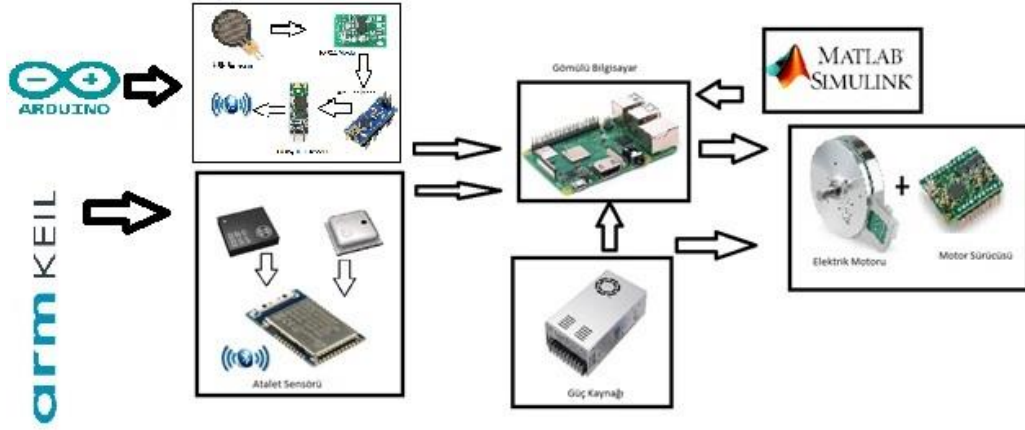 ARDUINO
arm KEIL
Atalet Sensörü
Gömülü Bilgisayar
MATLAB
SIMULINK
Elektrik Motoru
+
Motor Sürücüsü
Güç Kaynağı